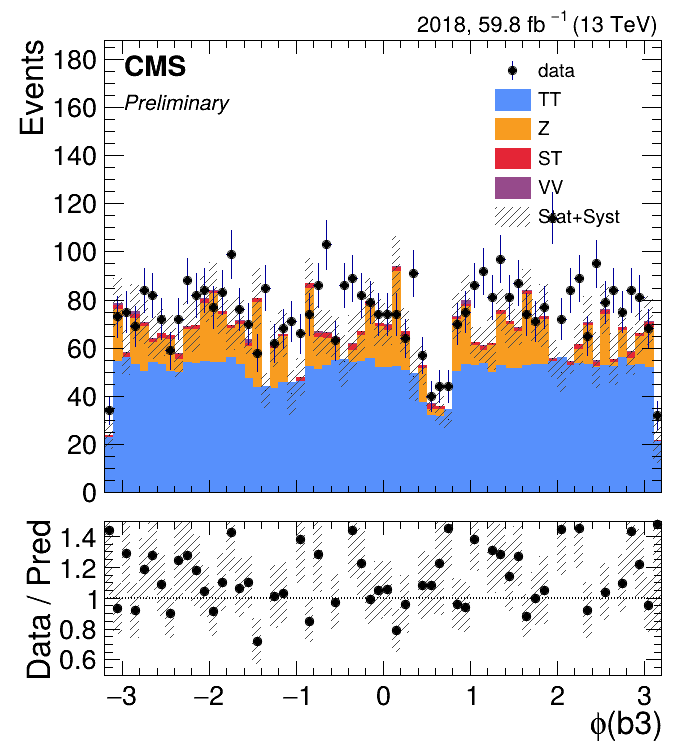 2018, 59.8 fb⁻¹ (13 TeV)
CMS
Preliminary
data
TT
Z
ST
VV
Stat+Syst
Events
180
160
140
120
100
80
60
40
20
0
Data / Pred
1.4
1.2
1
0.8
0.6
−3 −2 −1 0 1 2 3
ϕ(b3)